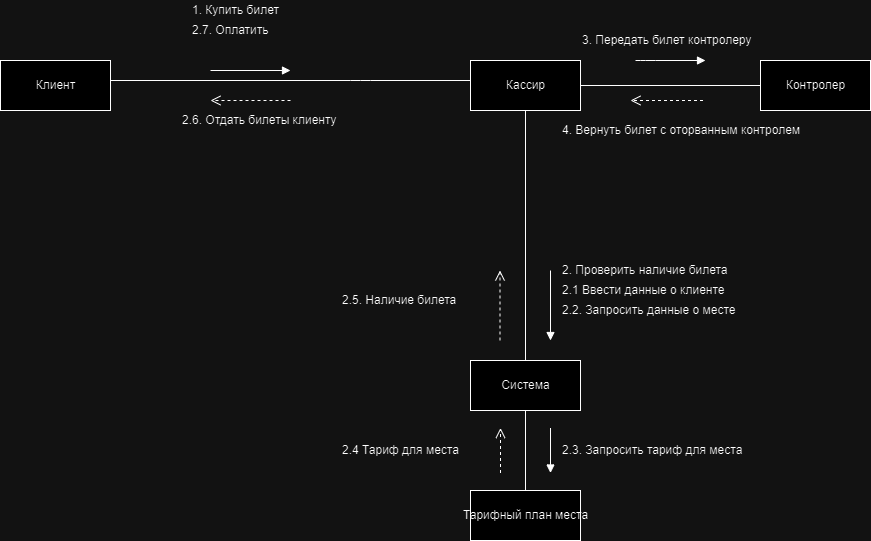 1. Купить билет
2.7. Оплатить
3. Передать билет контролеру
Клиент
Кассир
Контролер
2.6. Отдать билеты клиенту
4. Вернуть билет с оторванным контролем
2. Проверить наличие билета
2.1 Ввести данные о клиенте
2.5. Наличие билета
2.2. Запросить данные о месте
Система
2.4 Тариф для места
2.3. Запросить тариф для места
Тарифный план места